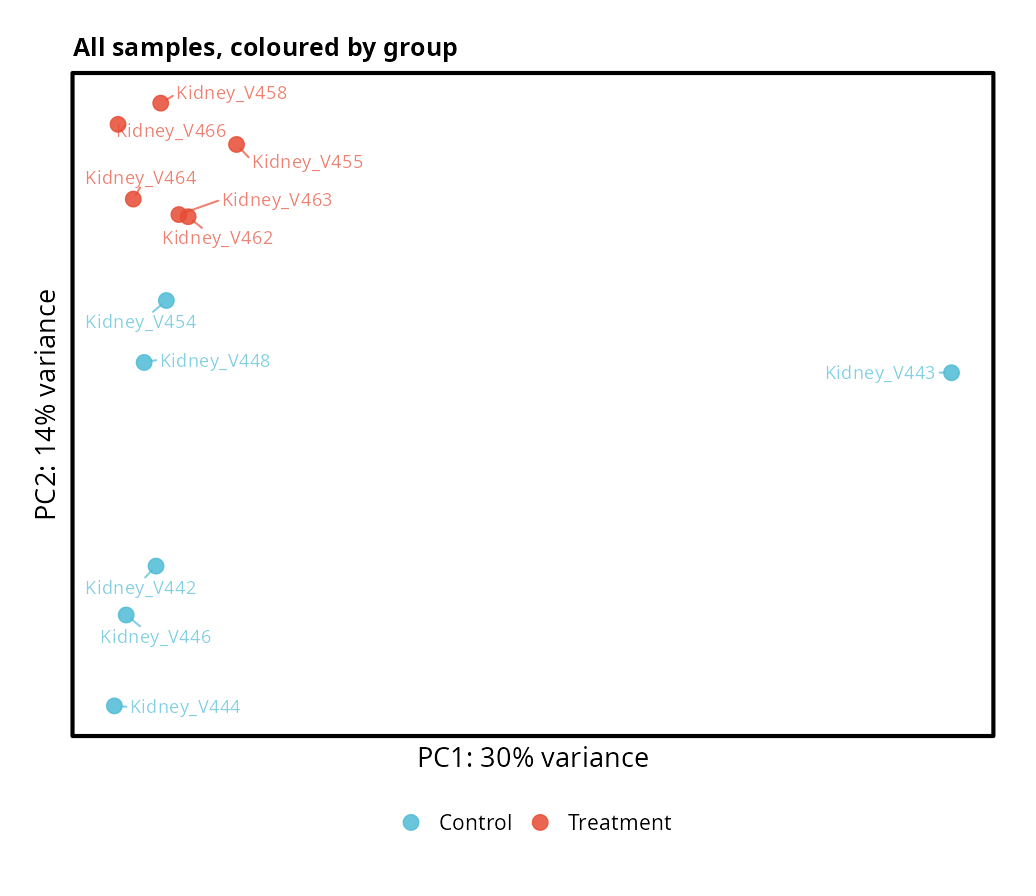 All samples, coloured by group
Kidney_V458
Kidney_V466
Kidney_V455
Kidney_V464
Kidney_V463
Kidney_V462
Kidney_V454
Kidney_V448
Kidney_V443
Kidney_V442
Kidney_V446
Kidney_V444
PC2: 14% variance
PC1: 30% variance
Control
Treatment